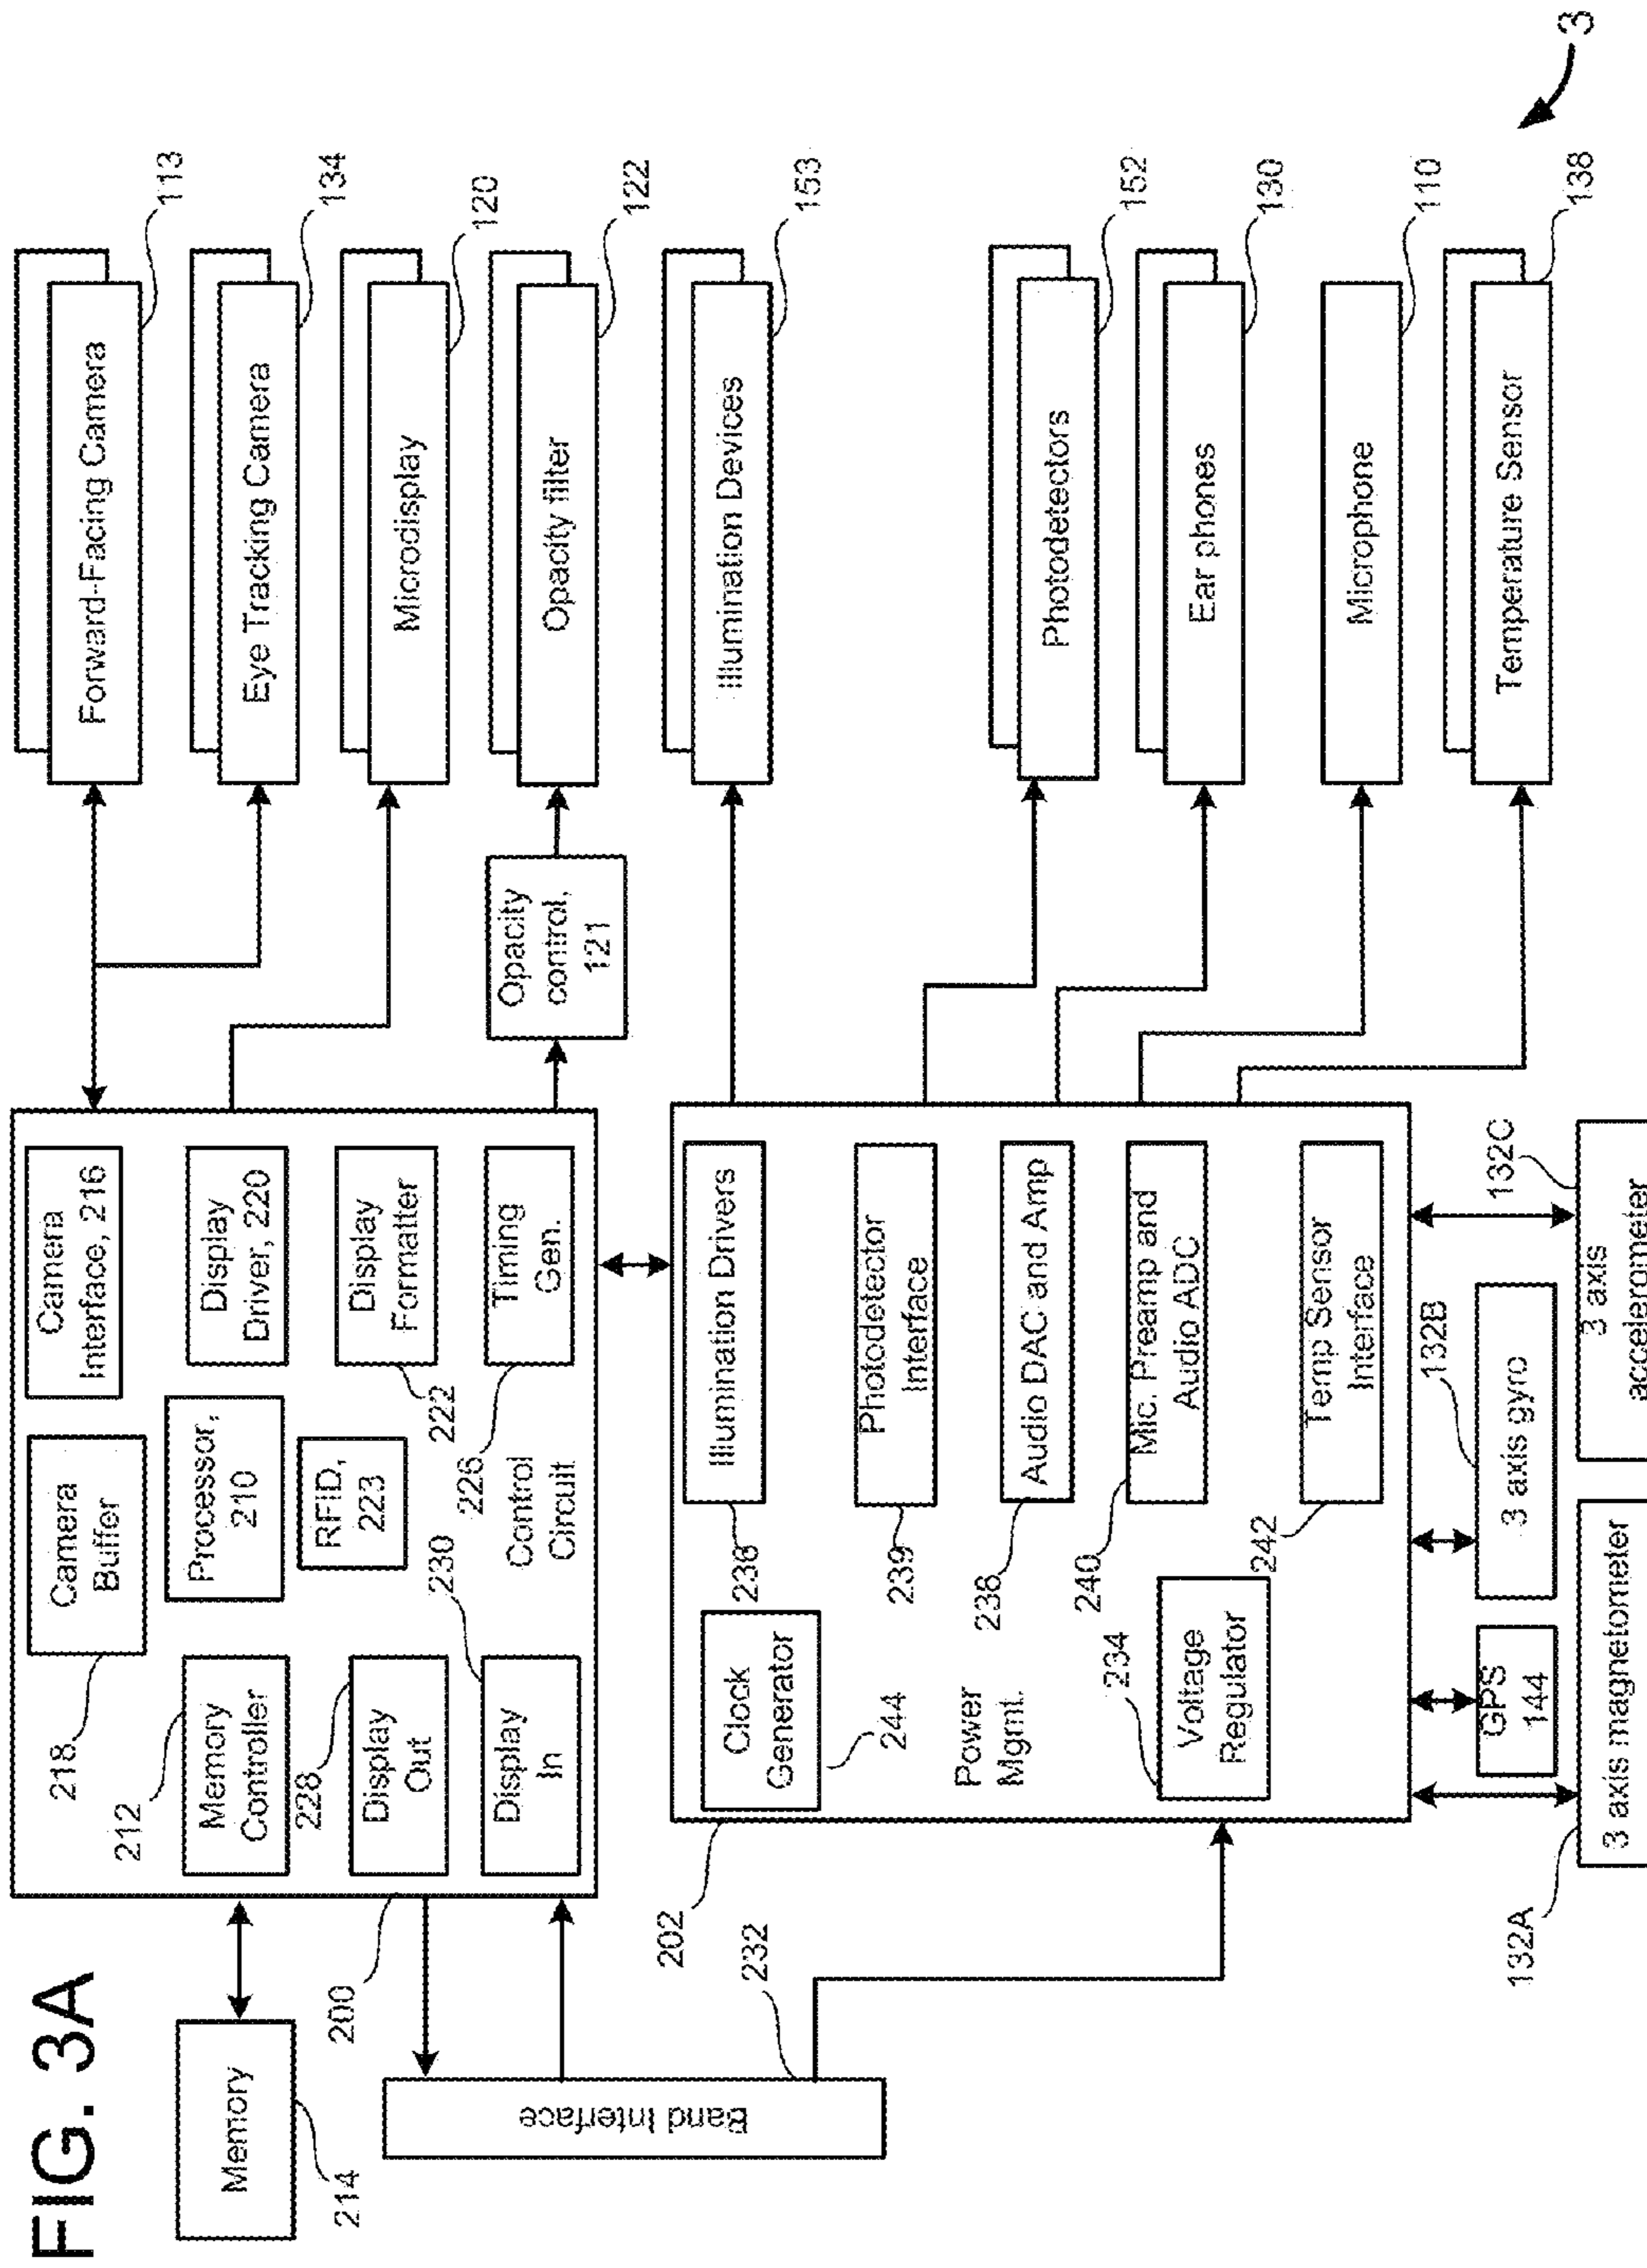 FIG. 3A
Memory
214
200
Band Interface
232
218
Camera
Buffer
Camera
Interface, 216
212
Memory
Controller
Processor,
210
Display
Driver, 220
228
Display
Out
RFID,
223
222
Display
Formatter
230
Display
In
Control
Circuit
226
Timing
Gen.
202
Clock
Generator
244
Power
Mgmt.
234
Voltage
Regulator
236
Illumination Drivers
239
Photodetector
Interface
238
Audio DAC and Amp
240
Mic. Preamp and
Audio ADC
242
Temp Sensor
Interface
132A
3 axis magnetometer
GPS
144
132B
3 axis gyro
132C
3 axis
accelerometer
Opacity
control,
121
Forward-Facing Camera
113
Eye Tracking Camera
134
Microdisplay
120
Opacity filter
122
Illumination Devices
153
Photodetectors
152
Ear phones
130
Microphone
110
Temperature Sensor
138
3